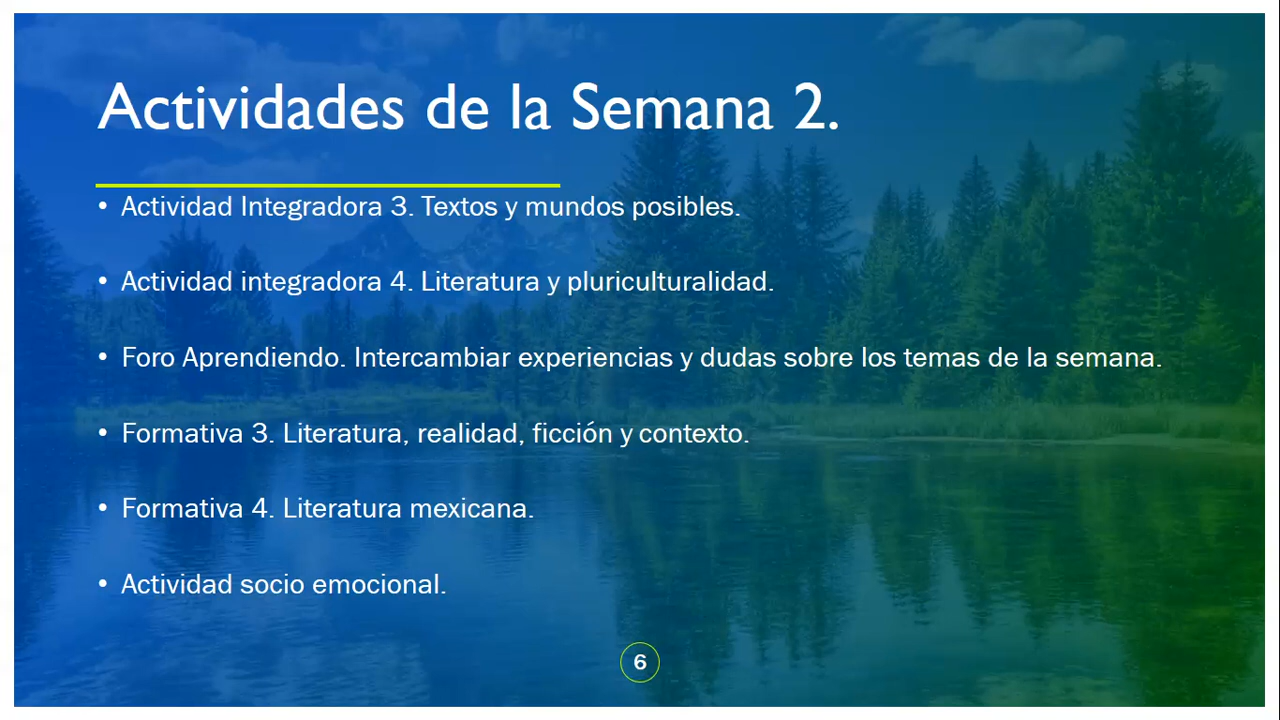 Actividades de la Semana 2.
• Actividad Integradora 3. Textos y mundos posibles.
• Actividad integradora 4. Literatura y pluriculturalidad.
• Foro Aprendiendo. Intercambiar experiencias y dudas sobre los temas de la semana.
• Formativa 3. Literatura, realidad, ficción y contexto.
• Formativa 4. Literatura mexicana.
• Actividad socio emocional.
6